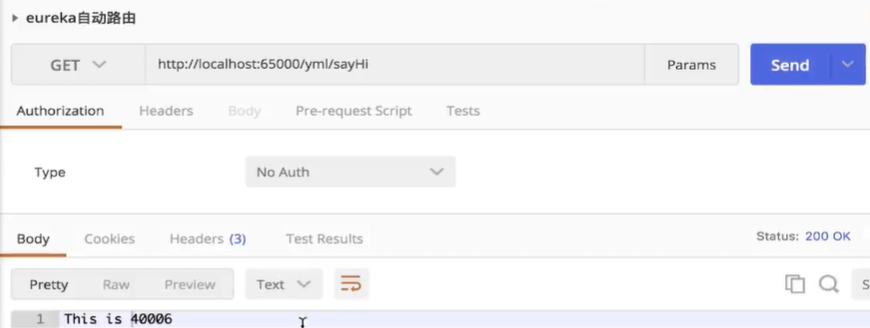 eureka自动路由
GET http://localhost:65000/yml/sayHi Params Send
Authorization Headers Body Pre-request Script Tests
Type No Auth
Body Cookies Headers (3) Test Results Status: 200 OK
Pretty Raw Preview Text S
1 This is 40006